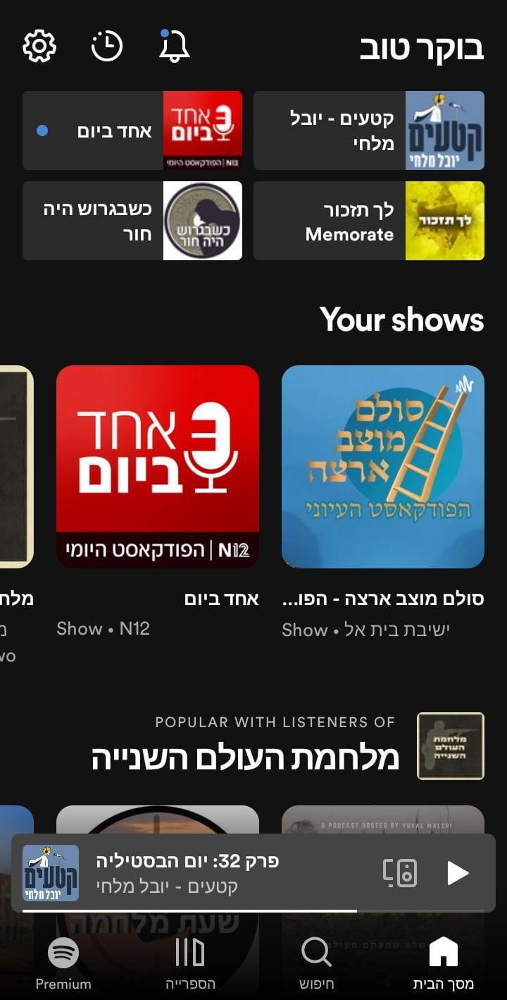 בוקר טוב
קטעים - יובל
מלחי
קטעים
יובל מלחי
אחד ביום
אחד
ביום
N12 | הפודקאסט היומי
לך תזכור
Memorate
לך תזכור
כשבגרוש היה
חור
כשבגרוש
היה חור
Your shows
סולם
מוצב
ארצה
הפודקאסט העיוני
אחד
ביום
N12 | הפודקאסט היומי
סולם מוצב ארצה - הפו...
Show • ישיבת בית אל
אחד ביום
Show • N12
מלח
מ
wo
POPULAR WITH LISTENERS OF
מלחמת העולם השנייה
מלחמת
העולם
השנייה
A PODCAST HOSTED BY YUVAL MALCHI
פרק 32: יום הבסטיליה
קטעים - יובל מלחי
קטעים
יובל מלחי
שעת מלחמה
מסך הבית
חיפוש
הספרייה
Premium